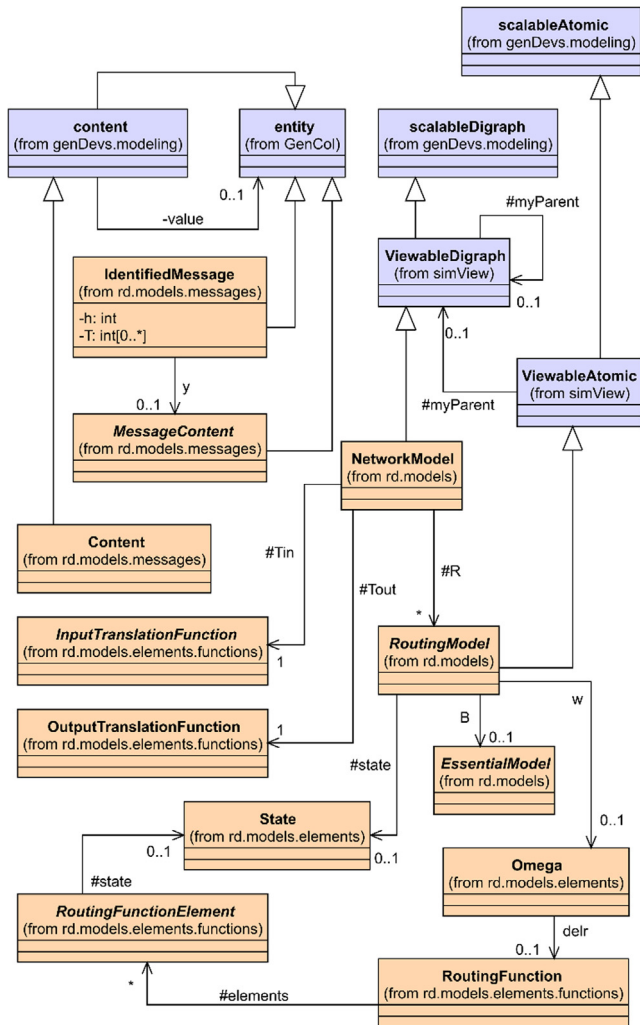 scalableAtomic
(from genDevs.modeling)
content
(from genDevs.modeling)
entity
(from GenCol)
scalableDigraph
(from genDevs.modeling)
0..1
-value
#myParent
ViewableDigraph
(from simView)
0..1
IdentifiedMessage
(from rd.models.messages)
-h: int
-T: int[0..*]
0..1
ViewableAtomic
(from simView)
#myParent
y
0..1
MessageContent
(from rd.models.messages)
NetworkModel
(from rd.models)
Content
(from rd.models.messages)
#Tin
#R
#Tout
*
InputTranslationFunction
(from rd.models.elements.functions)
1
RoutingModel
(from rd.models)
OutputTranslationFunction
(from rd.models.elements.functions)
1
w
B
0..1
#state
EssentialModel
(from rd.models)
State
(from rd.models.elements)
0..1
0..1
0..1
#state
Omega
(from rd.models.elements)
RoutingFunctionElement
(from rd.models.elements.functions)
delr
0..1
*
#elements
RoutingFunction
(from rd.models.elements.functions)